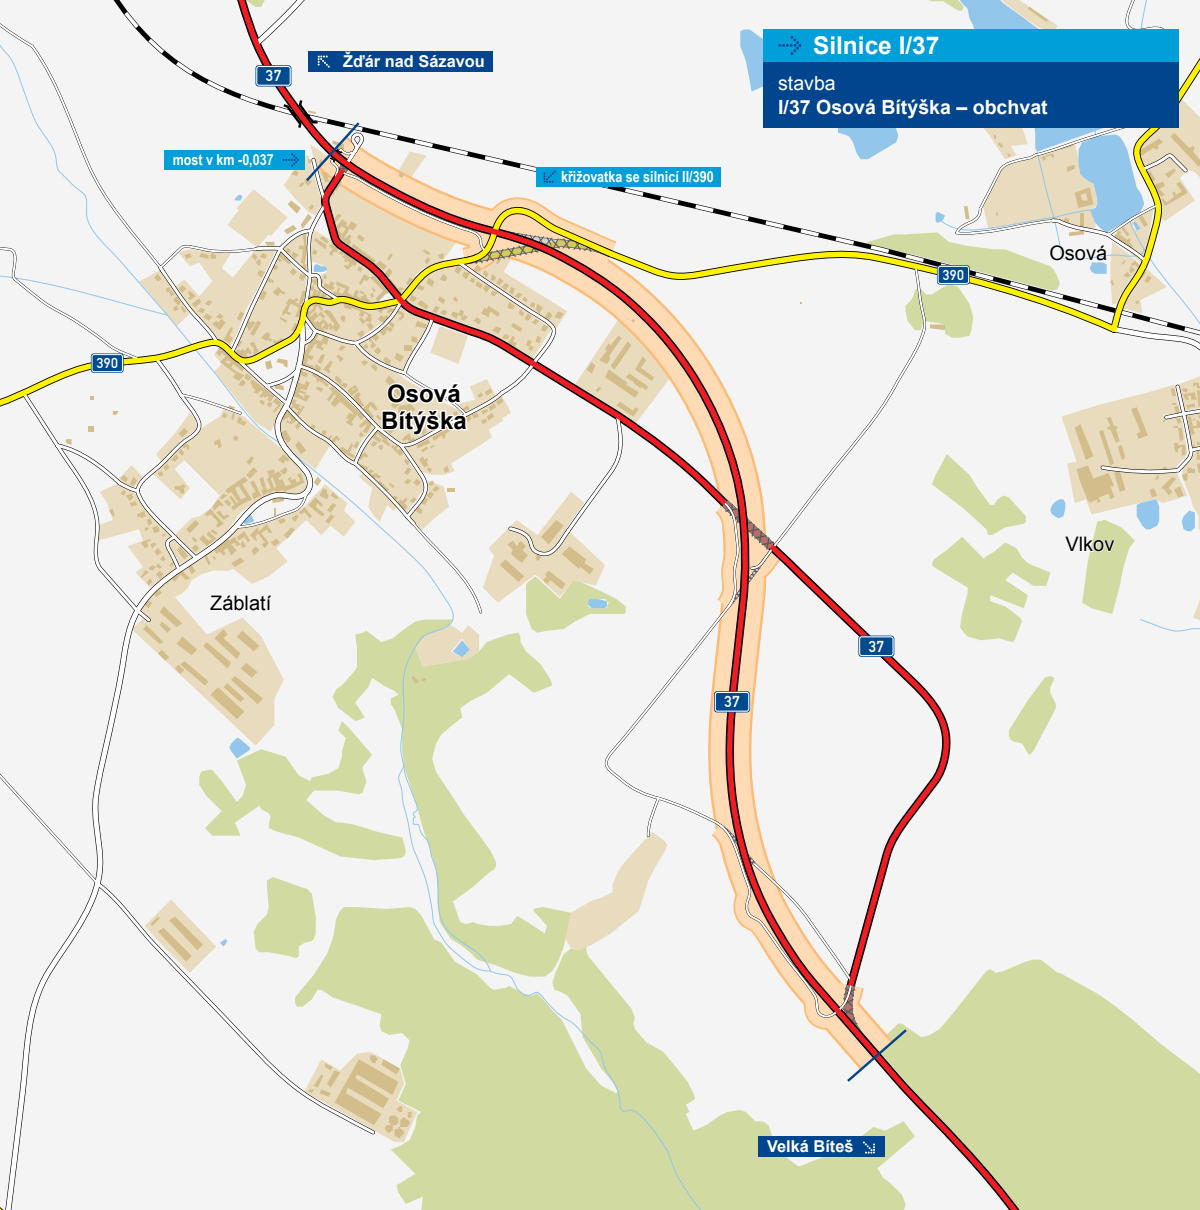 Silnice I/37
stavba
I/37 Osová Bítýška – obchvat
Žďár nad Sázavou
37
most v km -0,037
křižovatka se silnicí II/390
Osová
390
390
Osová
Bítýška
Vlkov
Záblatí
37
37
Velká Bíteš